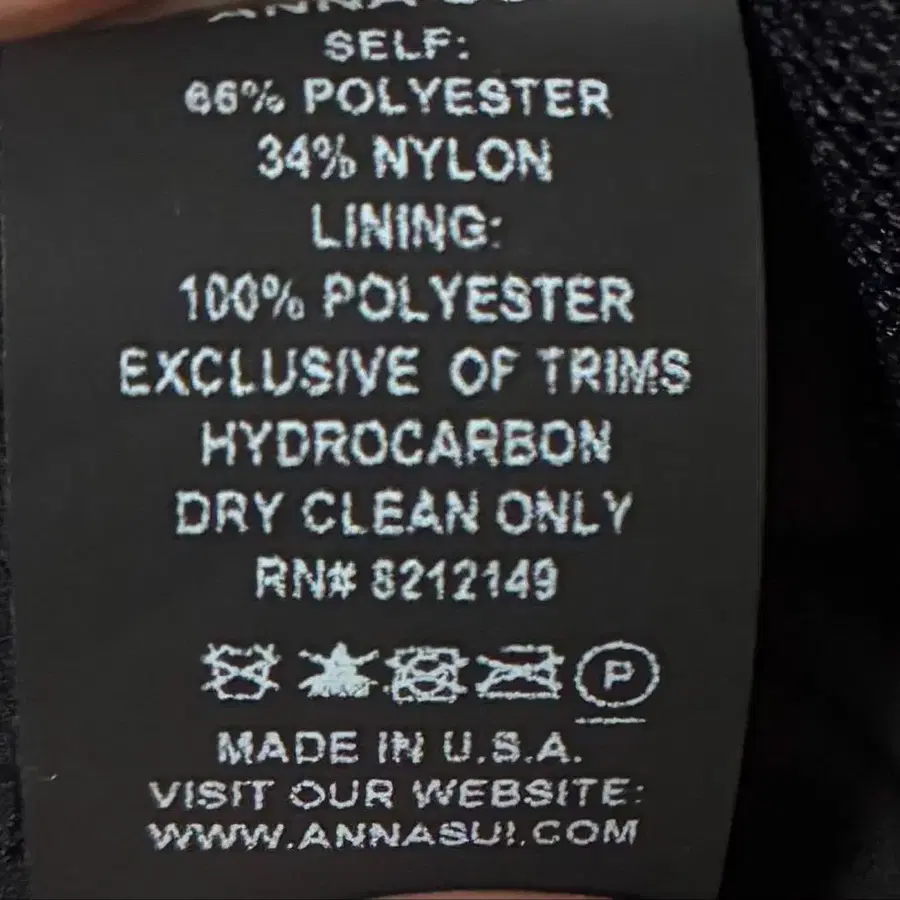 SELF:
66% POLYESTER
34% NYLON
LINING:
100% POLYESTER
EXCLUSIVE OF TRIMS
HYDROCARBON
DRY CLEAN ONLY
RN# 8212149
P
MADE IN U.S.A.
VISIT OUR WEBSITE:
WWW.ANNASUI.COM